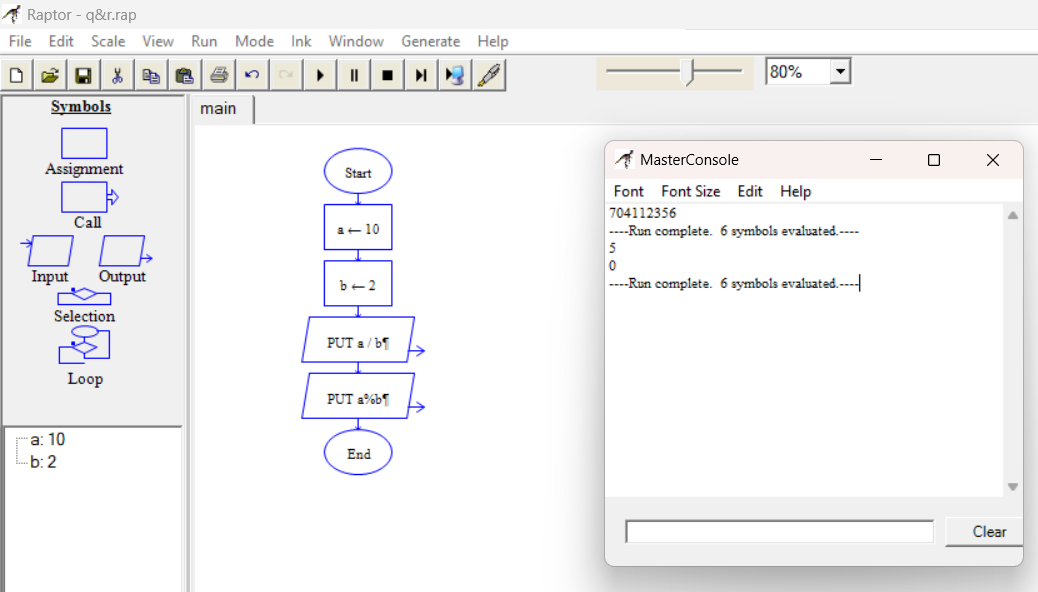 Raptor - q&r.rap
File Edit Scale View Run Mode Ink Window Generate Help
80%
Symbols
Assignment
Call
Input Output
Selection
Loop
a: 10
b: 2
main
Start
a ← 10
b ← 2
PUT a / b¶
PUT a%b¶
End
MasterConsole
Font Font Size Edit Help
704112356
----Run complete. 6 symbols evaluated.----
5
0
----Run complete. 6 symbols evaluated.----
Clear